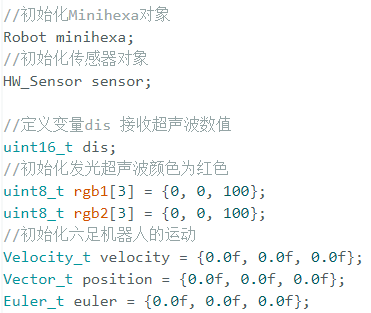 //初始化Minihexa对象
Robot minihexa;
//初始化传感器对象
HW_Sensor sensor;
//定义变量dis 接收超声波数值
uint16_t dis;
//初始化发光超声波颜色为红色
uint8_t rgb1[3] = {0, 0, 100};
uint8_t rgb2[3] = {0, 0, 100};
//初始化六足机器人的运动
Velocity_t velocity = {0.0f, 0.0f, 0.0f};
Vector_t position = {0.0f, 0.0f, 0.0f};
Euler_t euler = {0.0f, 0.0f, 0.0f};